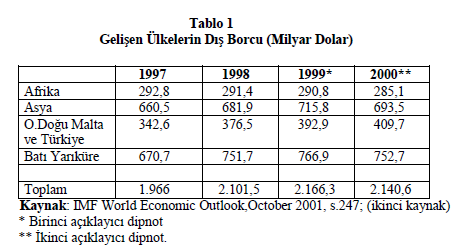 Tablo 1
Gelişen Ülkelerin Dış Borcu (Milyar Dolar)
1997 1998 1999* 2000**
Afrika 292,8 291,4 290,8 285,1
Asya 660,5 681,9 715,8 693,5
O.Doğu Malta ve Türkiye 342,6 376,5 392,9 409,7
Batı Yarıküre 670,7 751,7 766,9 752,7
Toplam 1.966 2.101,5 2.166,3 2.140,6
Kaynak: IMF World Economic Outlook,October 2001, s.247; (ikinci kaynak)
* Birinci açıklayıcı dipnot
** İkinci açıklayıcı dipnot.